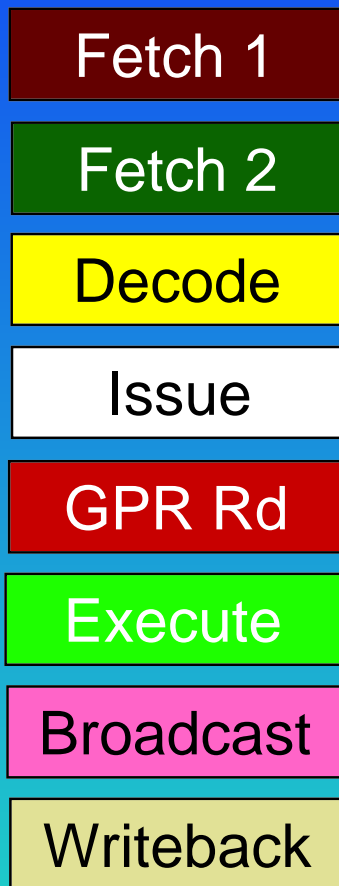 Fetch 1
Fetch 2
Decode
Issue
GPR Rd
Execute
Broadcast
Writeback